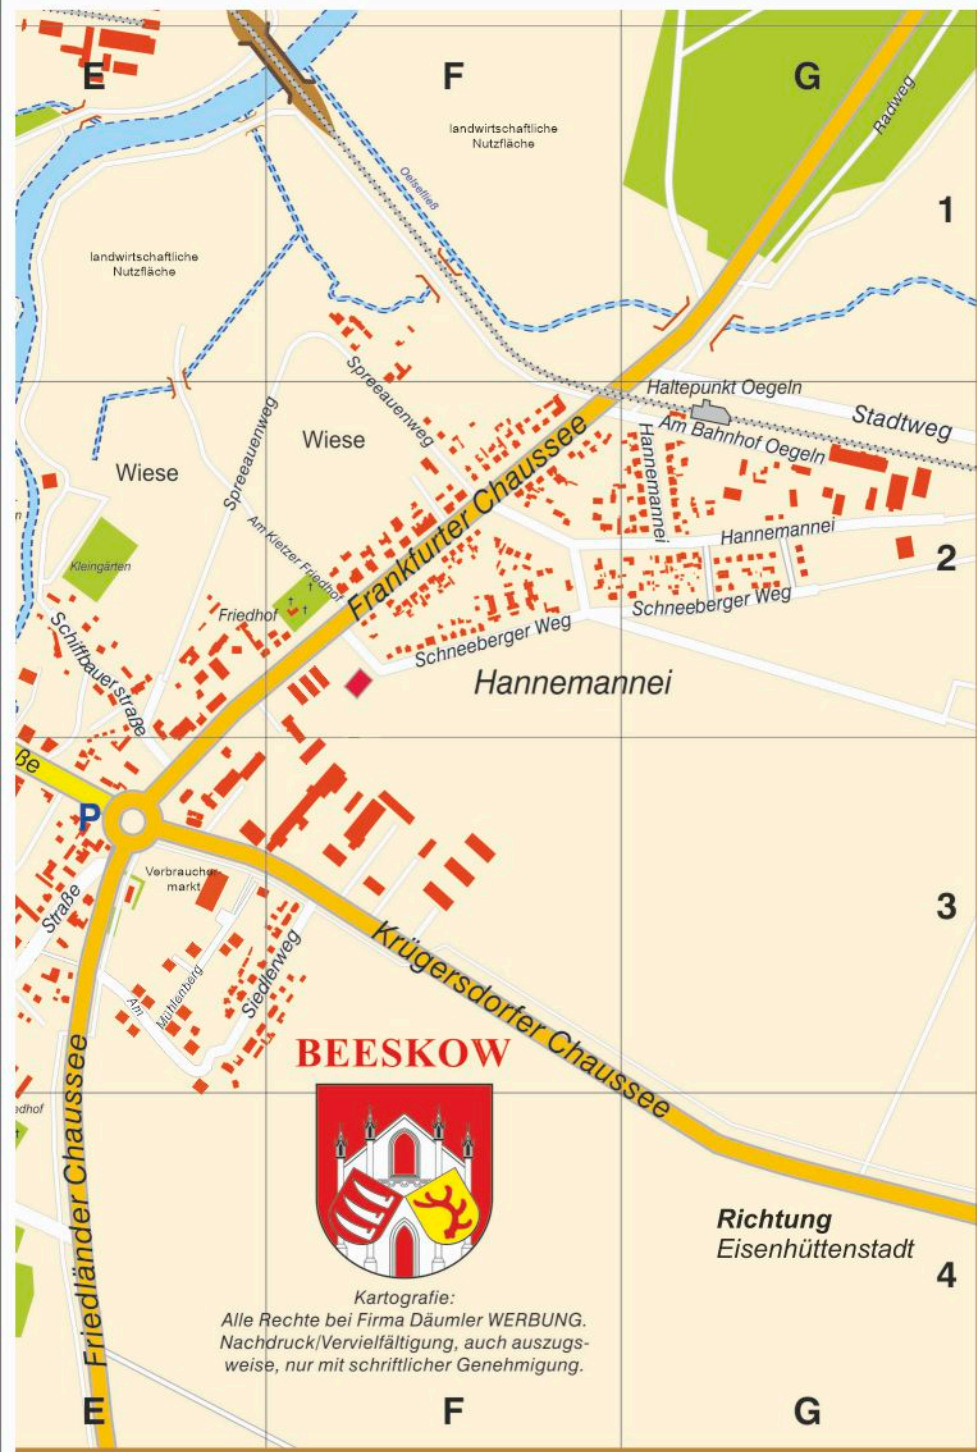 E
F
G
landwirtschaftliche
Nutzfläche
Radweg
Oelsefließ
1
landwirtschaftliche
Nutzfläche
Spreeauenweg
Haltepunkt Oegeln
Stadtweg
Am Bahnhof Oegeln
Spreeauenweg
Wiese
Wiese
Frankfurter Chaussee
Hannemannei
Hannemannei
Am Kietzer Friedhof
Kleingärten
2
Friedhof
Schneeberger Weg
Schneeberger Weg
Schiffbauerstraße
Hannemannei
ße
P
Verbraucher-
markt
Straße
3
Siedlerweg
Am
Mühlenberg
Krügersdorfer Chaussee
BEESKOW
Friedländer Chaussee
edhof
Richtung
Eisenhüttenstadt
4
Kartografie:
Alle Rechte bei Firma Däumler WERBUNG.
Nachdruck/Vervielfältigung, auch auszugs-
weise, nur mit schriftlicher Genehmigung.
E
F
G